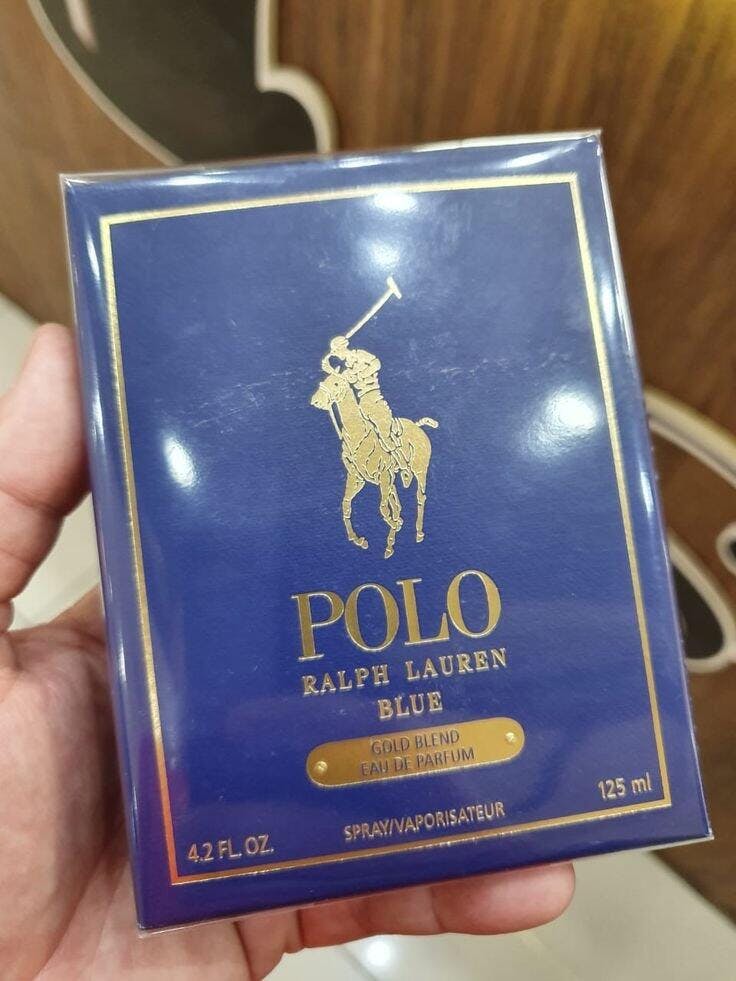 POLO
RALPH LAUREN
BLUE
GOLD BLEND
EAU DE PARFUM
4.2 FL. OZ.
SPRAY/VAPORISATEUR
125 ml